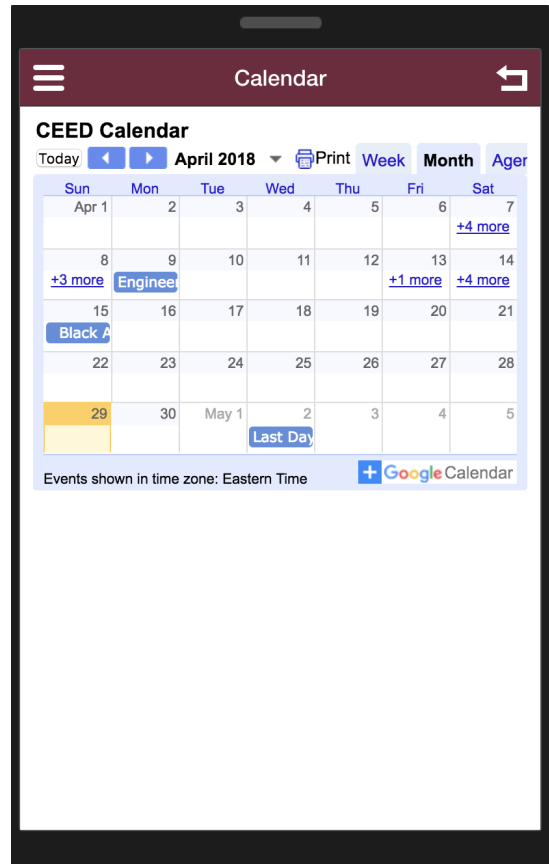 Calendar
CEED Calendar
Today April 2018 Print Week Month Agen
Sun Mon Tue Wed Thu Fri Sat
Apr 1 2 3 4 5 6 7
+4 more
8 9 10 11 12 13 14
+3 more Engineer +1 more +4 more
15 16 17 18 19 20 21
Black A
22 23 24 25 26 27 28
29 30 May 1 2 3 4 5
Last Day
Events shown in time zone: Eastern Time
Google Calendar